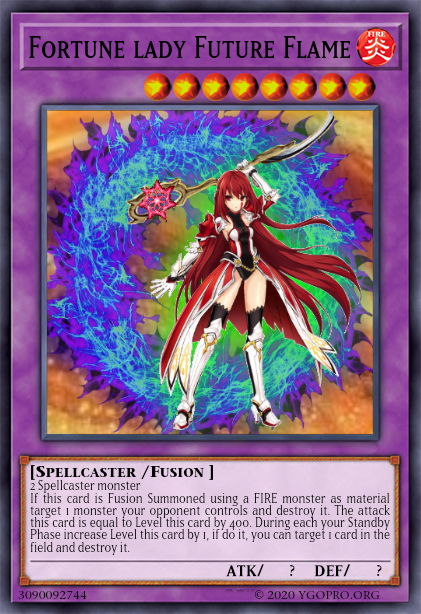 Fortune lady Future Flame
FIRE
炎
[Spellcaster /Fusion ]
2 Spellcaster monster
If this card is Fusion Summoned using a FIRE monster as material
target 1 monster your opponent controls and destroy it. The attack
this card is equal to Level this card by 400. During each your Standby
Phase increase Level this card by 1, if do it, you can target 1 card in the
field and destroy it.
ATK/ ? DEF/ ?
3090092744 © 2020 YGOPRO.ORG